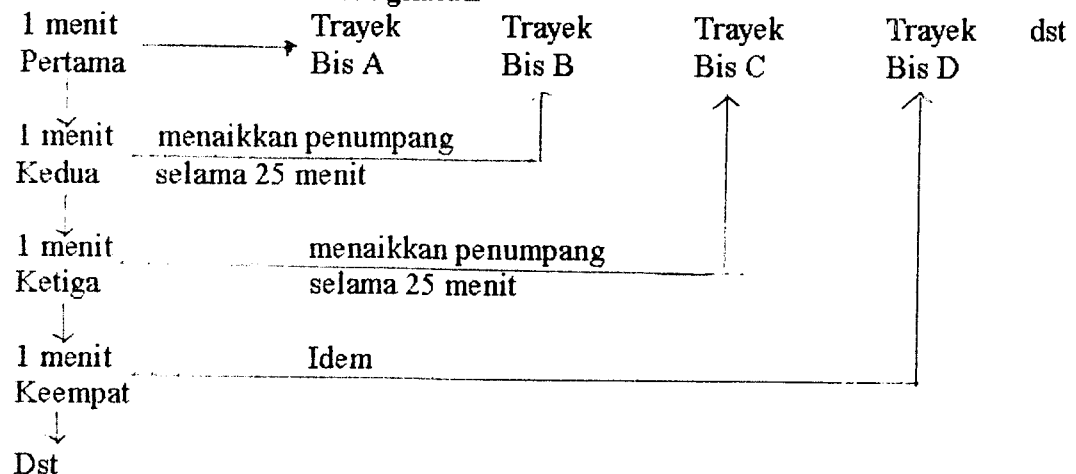 1 menit Trayek Trayek Trayek Trayek dst
Pertama Bis A Bis B Bis C Bis D
1 menit menaikkan penumpang
Kedua selama 25 menit
1 menit menaikkan penumpang
Ketiga selama 25 menit
1 menit Idem
Keempat
Dst